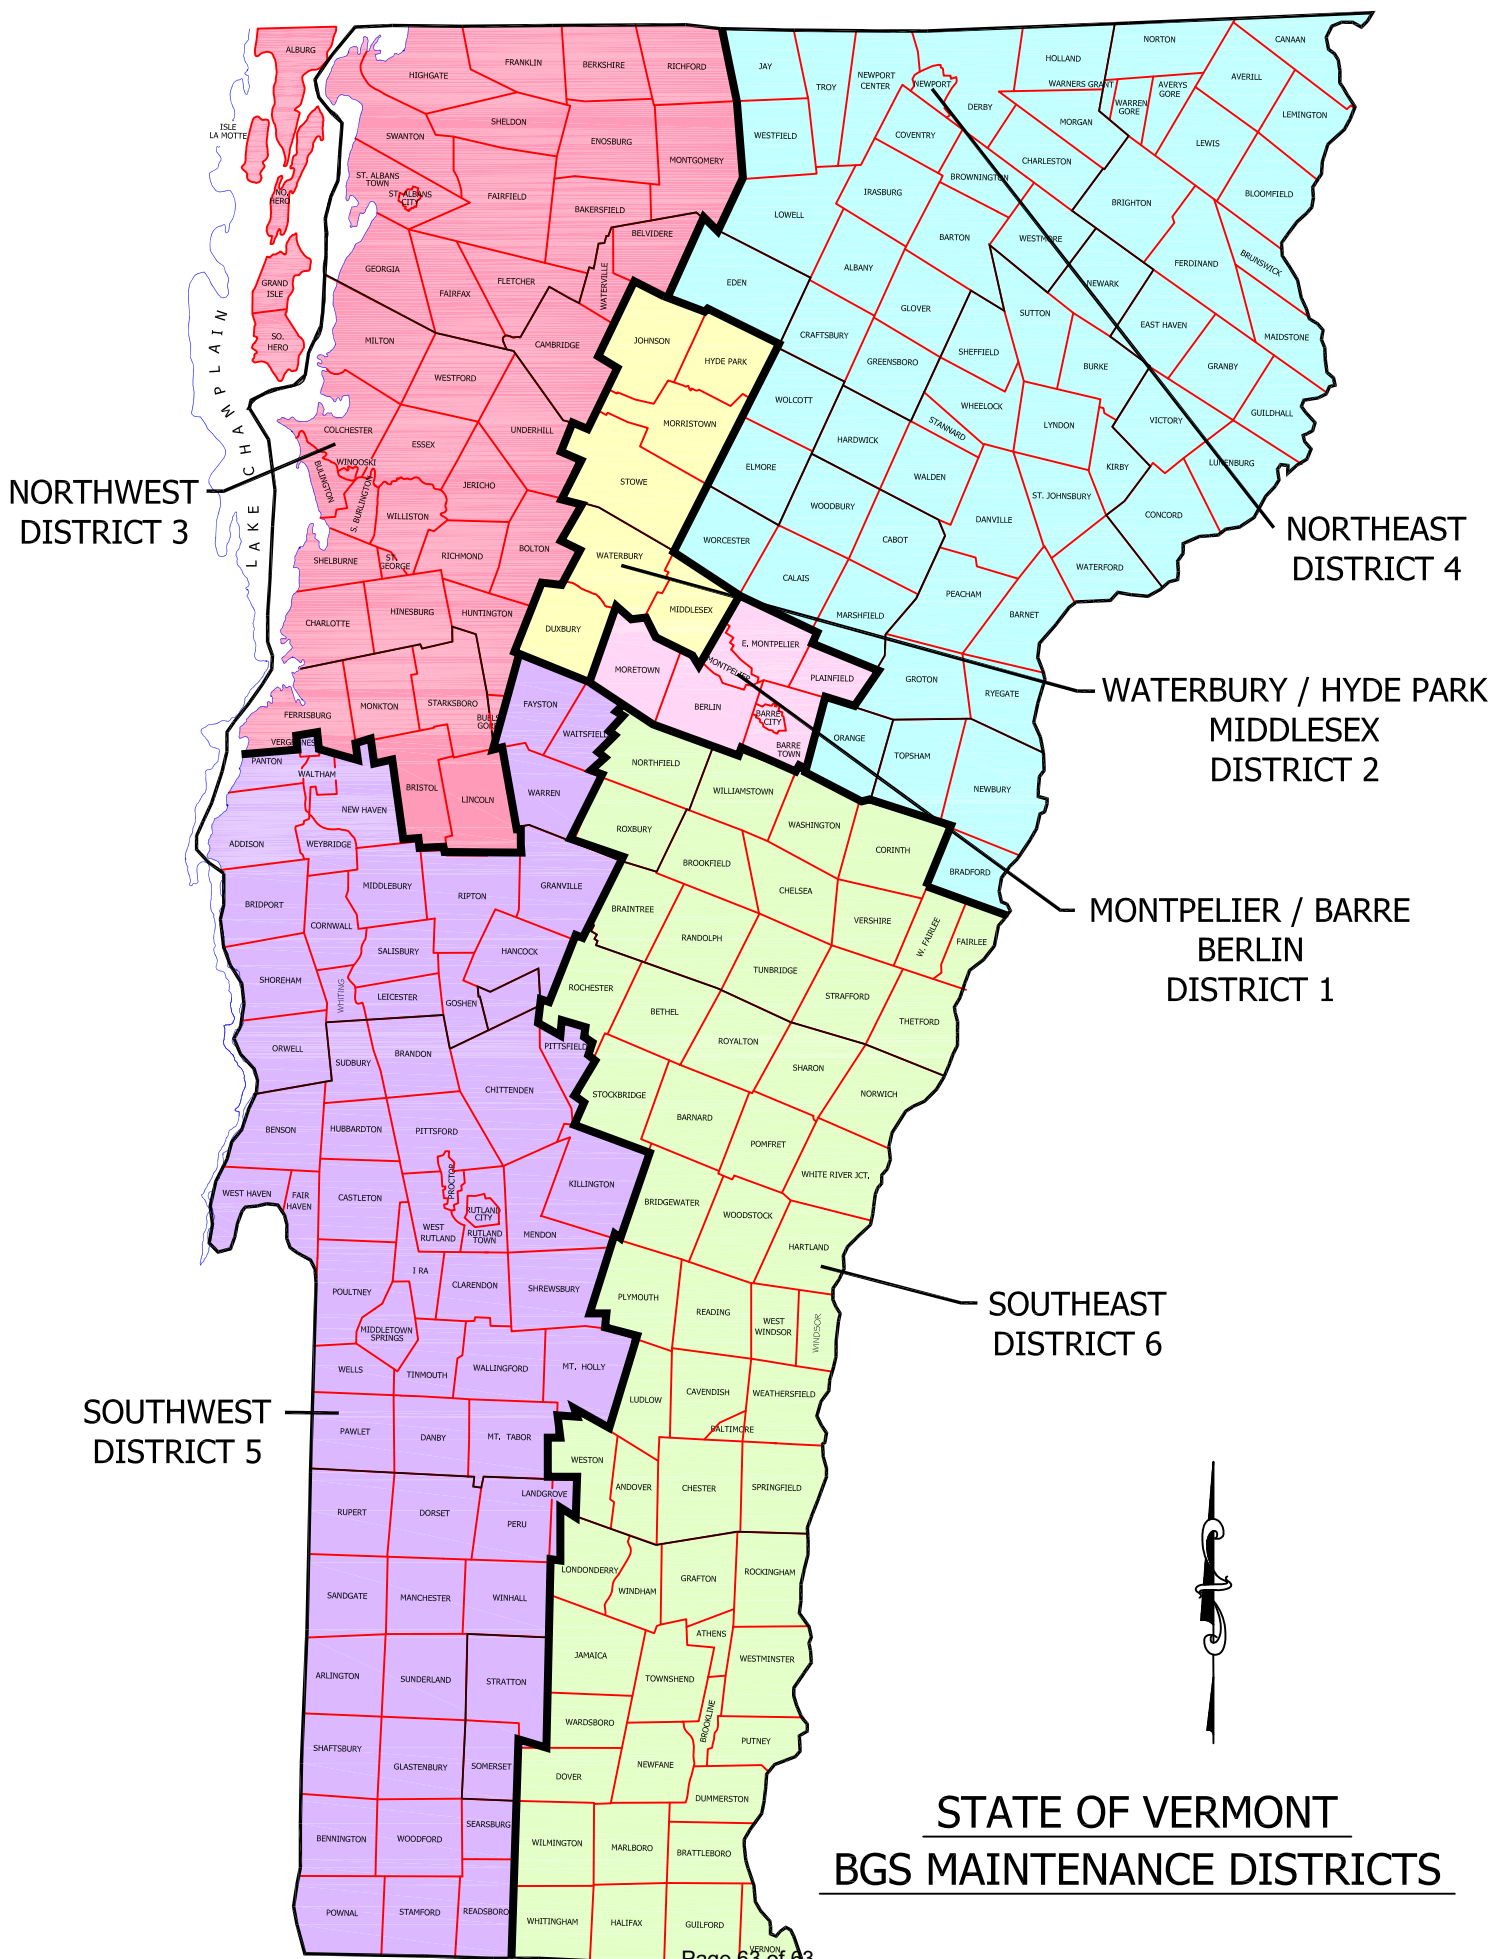 ALBURG
ISLE
LA MOTTE
NO.
HERO
GRAND
ISLE
SO.
HERO
LAKE CHAMPLAIN
HIGHGATE
FRANKLIN
BERKSHIRE
RICHFORD
SWANTON
SHELDON
ENOSBURG
MONTGOMERY
ST. ALBANS
TOWN
ST. ALBANS
CITY
FAIRFIELD
BAKERSFIELD
BELVIDERE
GEORGIA
FAIRFAX
FLETCHER
WATERVILLE
CAMBRIDGE
MILTON
WESTFORD
UNDERHILL
COLCHESTER
ESSEX
WINOOSKI
BULINGTON
S. BURLINGTON
WILLISTON
JERICHO
SHELBURNE
ST.
GEORGE
RICHMOND
BOLTON
CHARLOTTE
HINESBURG
HUNTINGTON
FERRISBURG
MONKTON
STARKSBORO
BUELS
GORE
VERGENNES
BRISTOL
LINCOLN
NORTHWEST
DISTRICT 3
JAY
TROY
NEWPORT
CENTER
NEWPORT
DERBY
HOLLAND
NORTON
CANAAN
WARNERS GRANT
WARREN
GORE
AVERYS
GORE
AVERILL
LEMINGTON
WESTFIELD
COVENTRY
MORGAN
LEWIS
CHARLESTON
BROWNINGTON
BLOOMFIELD
LOWELL
IRASBURG
BRIGHTON
BARTON
WESTMORE
FERDINAND
BRUNSWICK
EDEN
ALBANY
GLOVER
NEWARK
SUTTON
EAST HAVEN
MAIDSTONE
CRAFTSBURY
GREENSBORO
SHEFFIELD
BURKE
GRANBY
WOLCOTT
WHEELOCK
STANNARD
LYNDON
VICTORY
GUILDHALL
HARDWICK
ELMORE
WALDEN
KIRBY
LUNENBURG
WOODBURY
DANVILLE
ST. JOHNSBURY
CONCORD
WORCESTER
CABOT
CALAIS
PEACHAM
WATERFORD
MARSHFIELD
BARNET
GROTON
RYEGATE
ORANGE
TOPSHAM
NEWBURY
BRADFORD
NORTHEAST
DISTRICT 4
JOHNSON
HYDE PARK
MORRISTOWN
STOWE
WATERBURY
MIDDLESEX
DUXBURY
WATERBURY / HYDE PARK
MIDDLESEX
DISTRICT 2
E. MONTPELIER
MONTPELIER
MORETOWN
PLAINFIELD
BERLIN
BARRE
CITY
BARRE
TOWN
MONTPELIER / BARRE
BERLIN
DISTRICT 1
FAYSTON
WAITSFIELD
PANTON
WALTHAM
NEW HAVEN
WARREN
ADDISON
WEYBRIDGE
MIDDLEBURY
RIPTON
GRANVILLE
BRIDPORT
CORNWALL
SALISBURY
HANCOCK
SHOREHAM
WHITING
LEICESTER
GOSHEN
ORWELL
SUDBURY
BRANDON
PITTSFIELD
CHITTENDEN
BENSON
HUBBARDTON
PITTSFORD
PROCTOR
KILLINGTON
WEST HAVEN
FAIR
HAVEN
CASTLETON
WEST
RUTLAND
RUTLAND
CITY
RUTLAND
TOWN
MENDON
I RA
CLARENDON
SHREWSBURY
POULTNEY
MIDDLETOWN
SPRINGS
WELLS
TINMOUTH
WALLINGFORD
MT. HOLLY
PAWLET
DANBY
MT. TABOR
LANDGROVE
RUPERT
DORSET
PERU
SANDGATE
MANCHESTER
WINHALL
ARLINGTON
SUNDERLAND
STRATTON
SHAFTSBURY
GLASTENBURY
SOMERSET
BENNINGTON
WOODFORD
SEARSBURG
POWNAL
STAMFORD
READSBORO
SOUTHWEST
DISTRICT 5
NORTHFIELD
WILLIAMSTOWN
WASHINGTON
ROXBURY
CORINTH
BROOKFIELD
CHELSEA
BRAINTREE
VERSHIRE
W. FAIRLEE
FAIRLEE
RANDOLPH
TUNBRIDGE
ROCHESTER
STRAFFORD
BETHEL
THETFORD
ROYALTON
SHARON
STOCKBRIDGE
NORWICH
BARNARD
POMFRET
WHITE RIVER JCT.
BRIDGEWATER
WOODSTOCK
HARTLAND
PLYMOUTH
READING
WEST
WINDSOR
WINDSOR
LUDLOW
CAVENDISH
WEATHERSFIELD
BALTIMORE
WESTON
ANDOVER
CHESTER
SPRINGFIELD
LONDONDERRY
WINDHAM
GRAFTON
ROCKINGHAM
ATHENS
JAMAICA
TOWNSHEND
WESTMINSTER
WARDSBORO
BROOKLINE
PUTNEY
NEWFANE
DOVER
DUMMERSTON
WILMINGTON
MARLBORO
BRATTLEBORO
WHITINGHAM
HALIFAX
GUILFORD
VERNON
SOUTHEAST
DISTRICT 6
STATE OF VERMONT
BGS MAINTENANCE DISTRICTS
Page 63 of 63